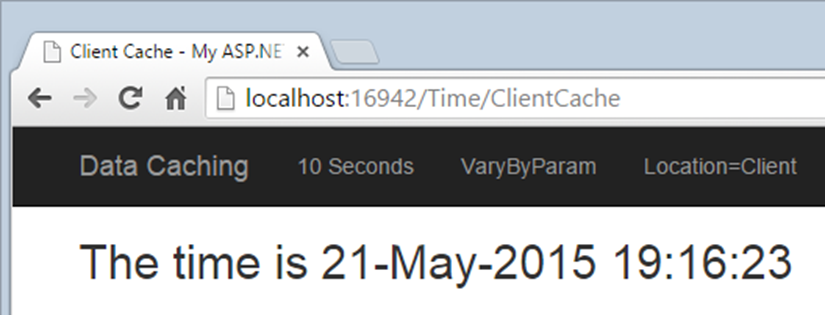 Client Cache - My ASP.NE
localhost:16942/Time/ClientCache
Data Caching 10 Seconds VaryByParam Location=Client
The time is 21-May-2015 19:16:23